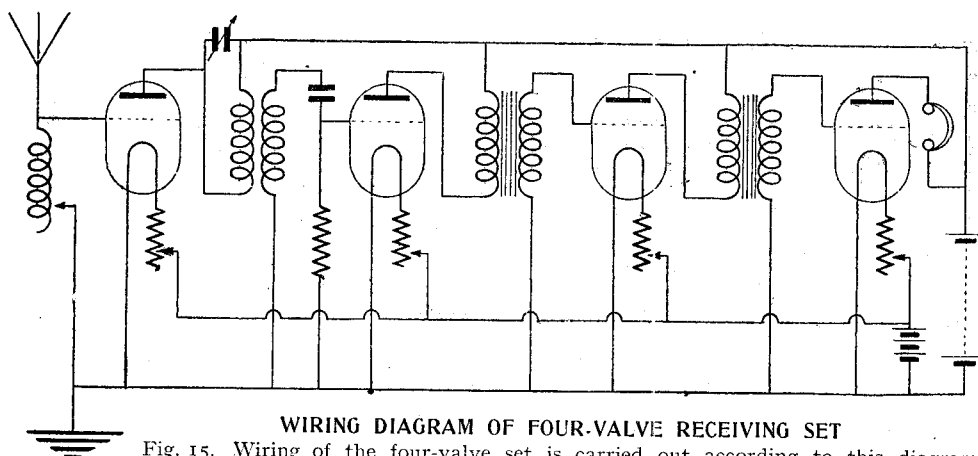 WIRING DIAGRAM OF FOUR-VALVE RECEIVING SET
Fig. 15. Wiring of the four-valve set is carried out according to this diagram